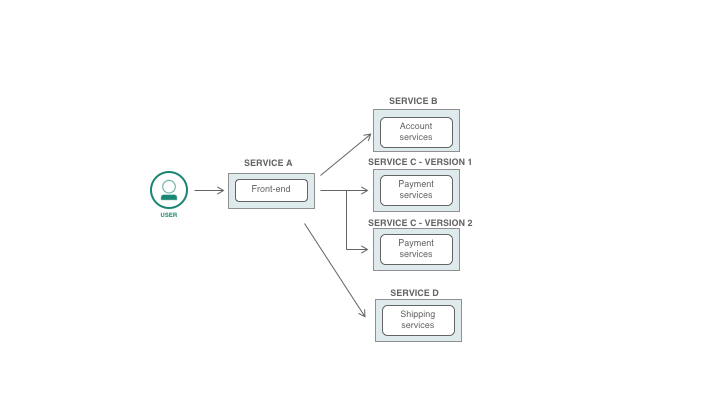 SERVICE B
Account
services
SERVICE A
Front-end
USER
SERVICE C - VERSION 1
Payment
services
SERVICE C - VERSION 2
Payment
services
SERVICE D
Shipping
services